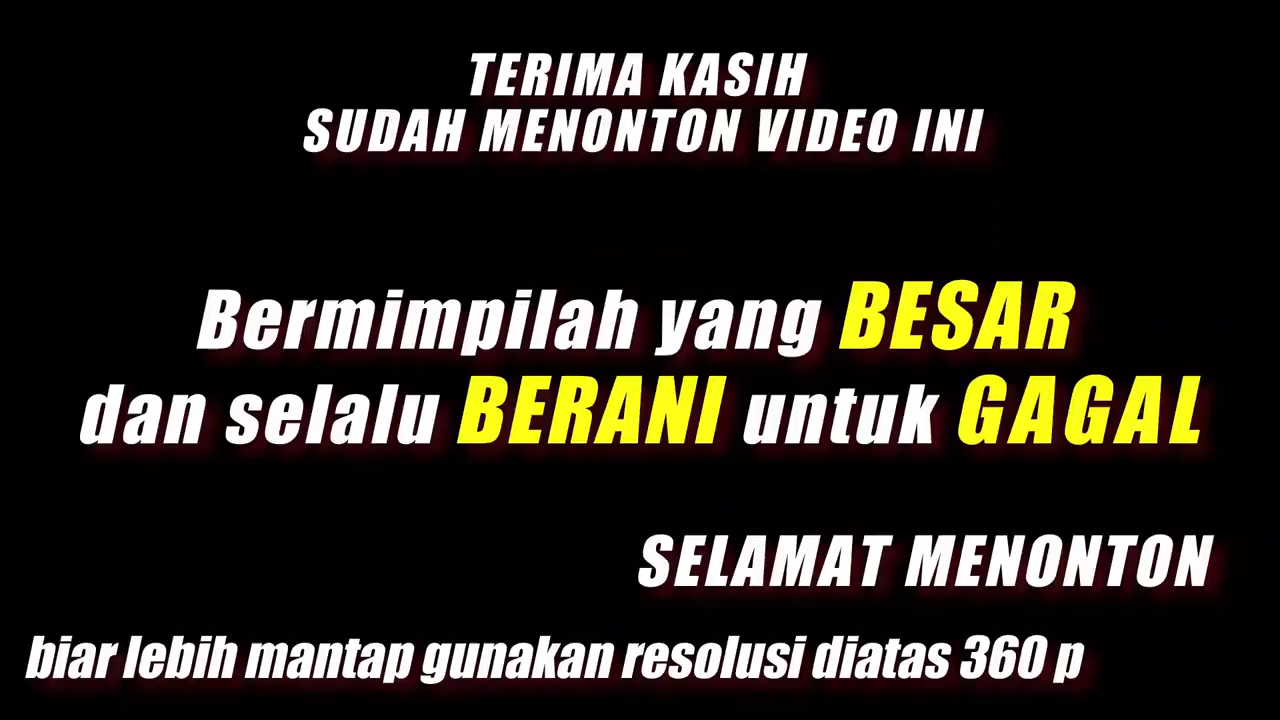 TERIMA KASIH
SUDAH MENONTON VIDEO INI
Bermimpilah yang BESAR
dan selalu BERANI untuk GAGAL
SELAMAT MENONTON
biar lebih mantap gunakan resolusi diatas 360 p